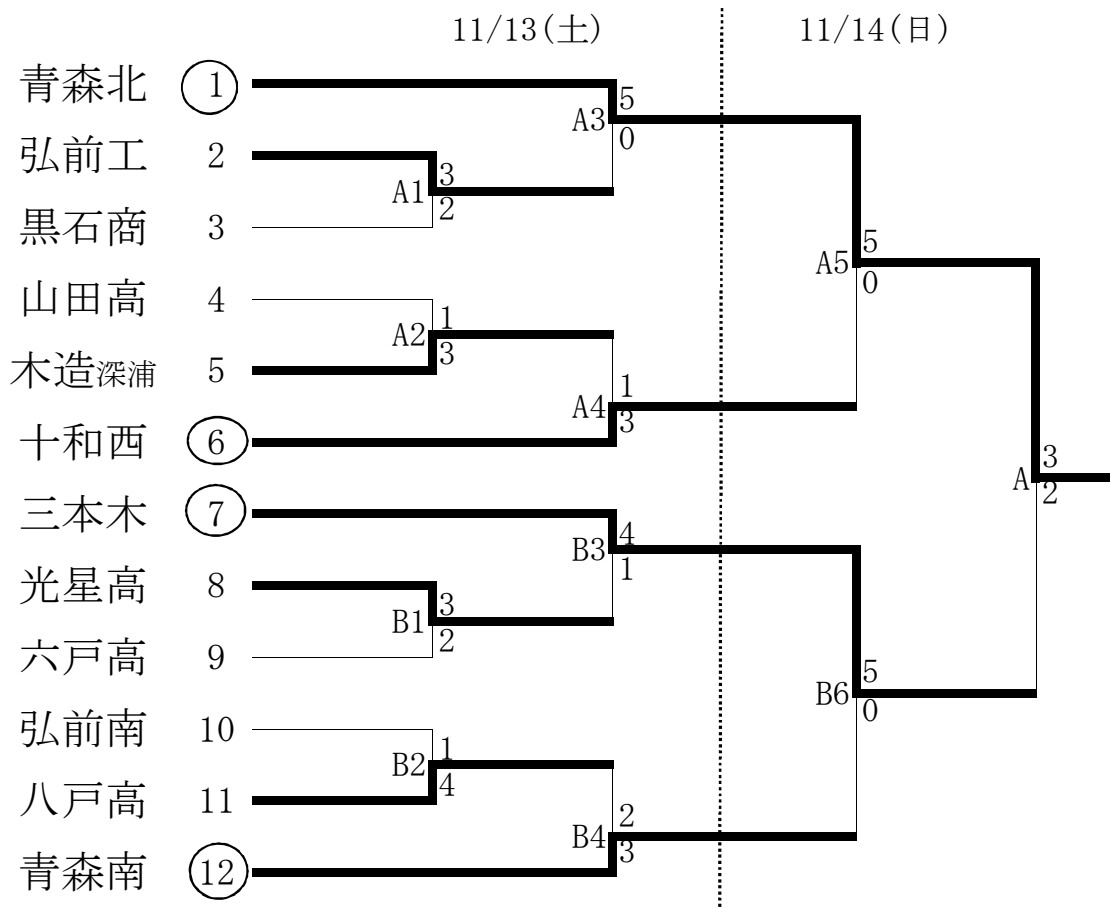 11/13(土) 11/14(日)
青森北 1
5
A3
0
弘前工 2
3
A1
2
黒石商 3
5
A5
0
山田高 4
1
A2
3
木造深浦 5
1
A4
3
十和西 6
3
A
2
三本木 7
4
B3
1
光星高 8
3
B1
2
六戸高 9
5
B6
0
弘前南 10
1
B2
4
八戸高 11
2
B4
3
青森南 12